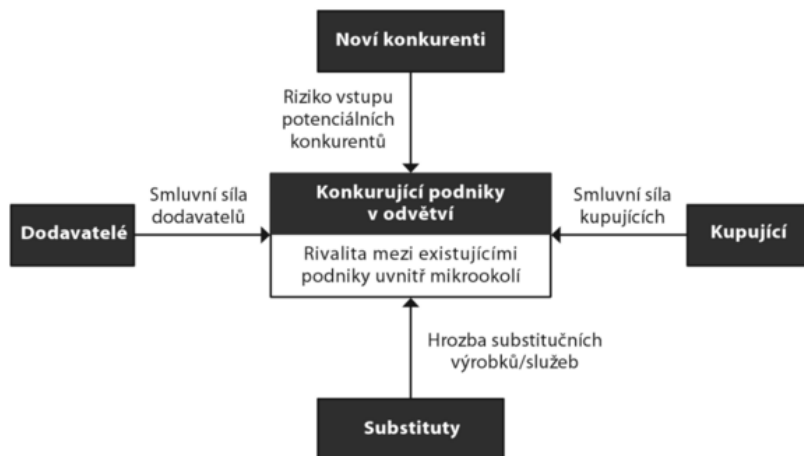 Noví konkurenti
Riziko vstupu
potenciálních
konkurentů
Konkurující podniky
v odvětví
Smluvní síla
dodavatelů
Smluvní síla
kupujících
Dodavatelé
Kupující
Rivalita mezi existujícími
podniky uvnitř mikrookolí
Hrozba substitučních
výrobků/služeb
Substituty